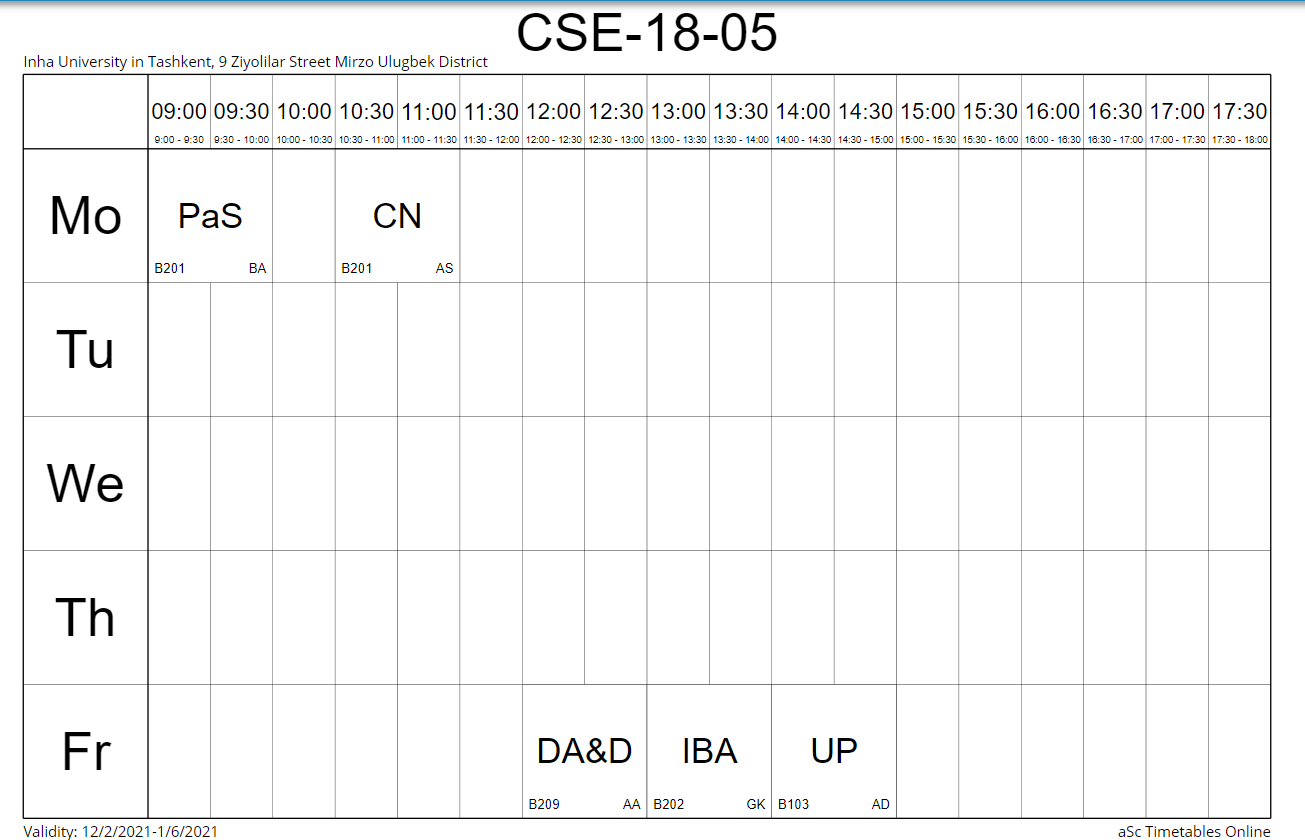 CSE-18-05
Inha University in Tashkent, 9 Ziyolilar Street Mirzo Ulugbek District
09:00 09:30 10:00 10:30 11:00 11:30 12:00 12:30 13:00 13:30 14:00 14:30 15:00 15:30 16:00 16:30 17:00 17:30
9:00 - 9:30 9:30 - 10:00 10:00 - 10:30 10:30 - 11:00 11:00 - 11:30 11:30 - 12:00 12:00 - 12:30 12:30 - 13:00 13:00 - 13:30 13:30 - 14:00 14:00 - 14:30 14:30 - 15:00 15:00 - 15:30 15:30 - 16:00 16:00 - 16:30 16:30 - 17:00 17:00 - 17:30 17:30 - 18:00
Mo PaS CN
B201 BA B201 AS
Tu
We
Th
Fr DA&D IBA UP
B209 AA B202 GK B103 AD
Validity: 12/2/2021-1/6/2021 aSc Timetables Online